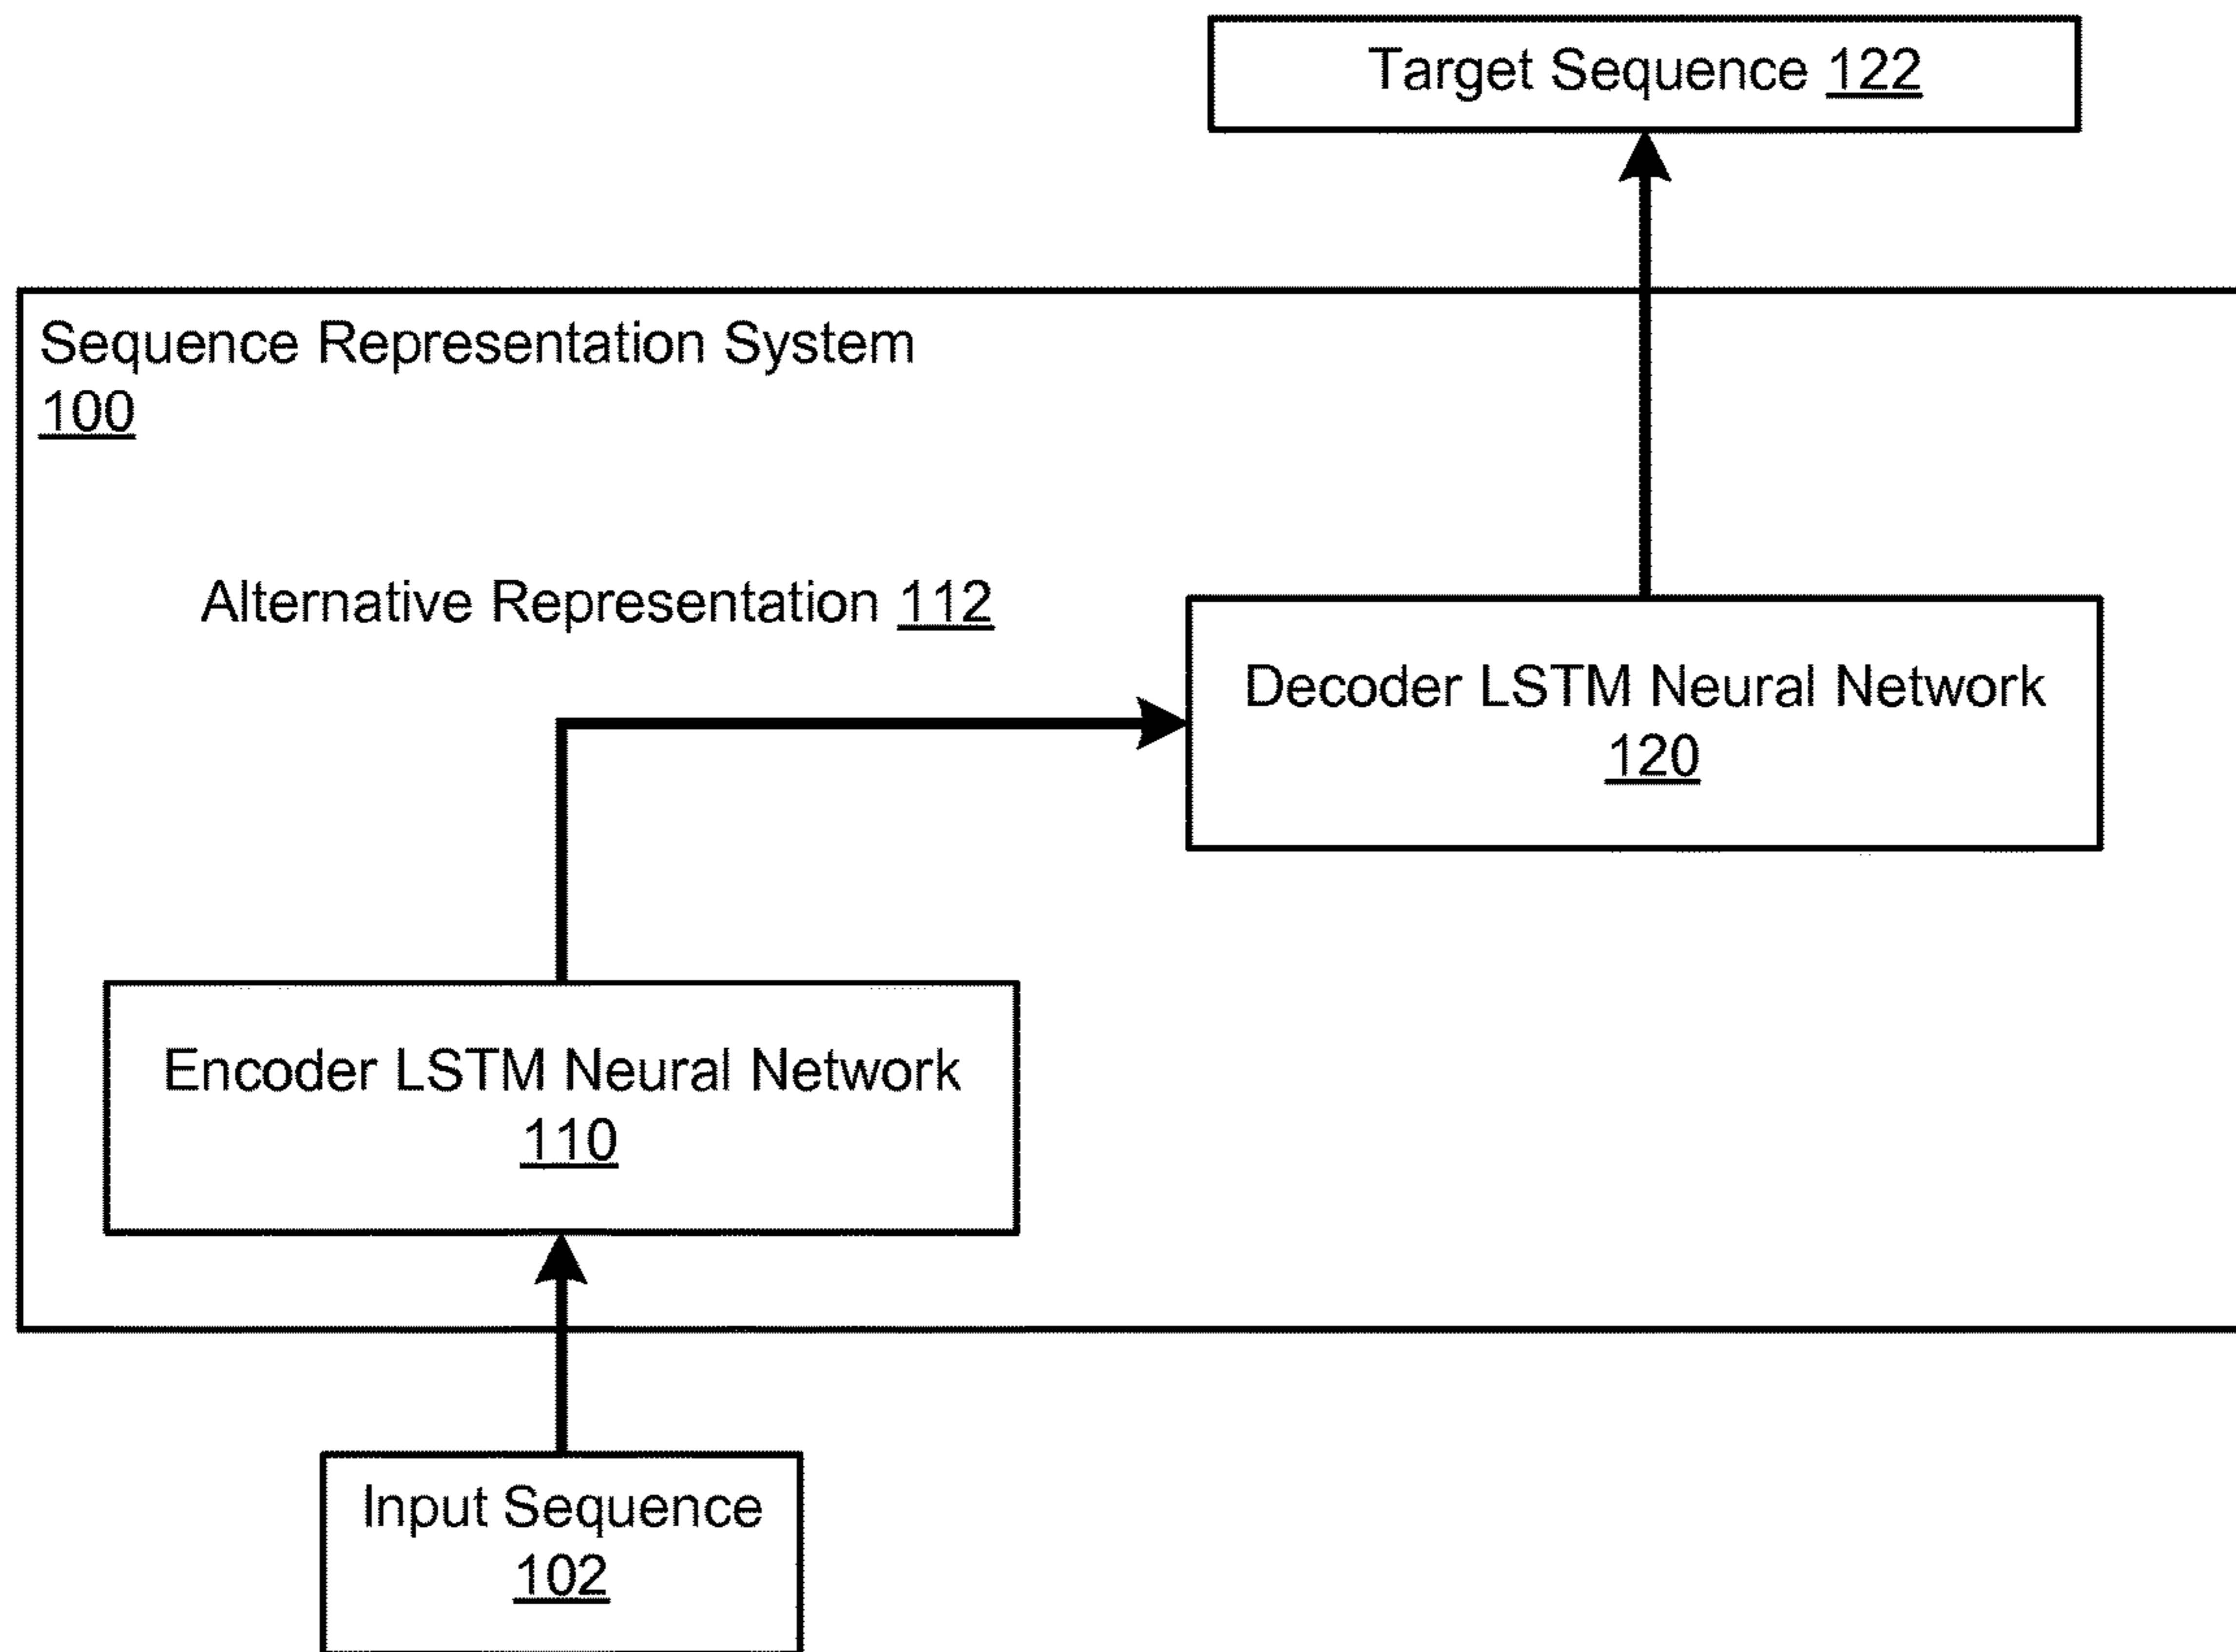 Target Sequence 122
Sequence Representation System
100
Alternative Representation 112
Decoder LSTM Neural Network
120
Encoder LSTM Neural Network
110
Input Sequence
102